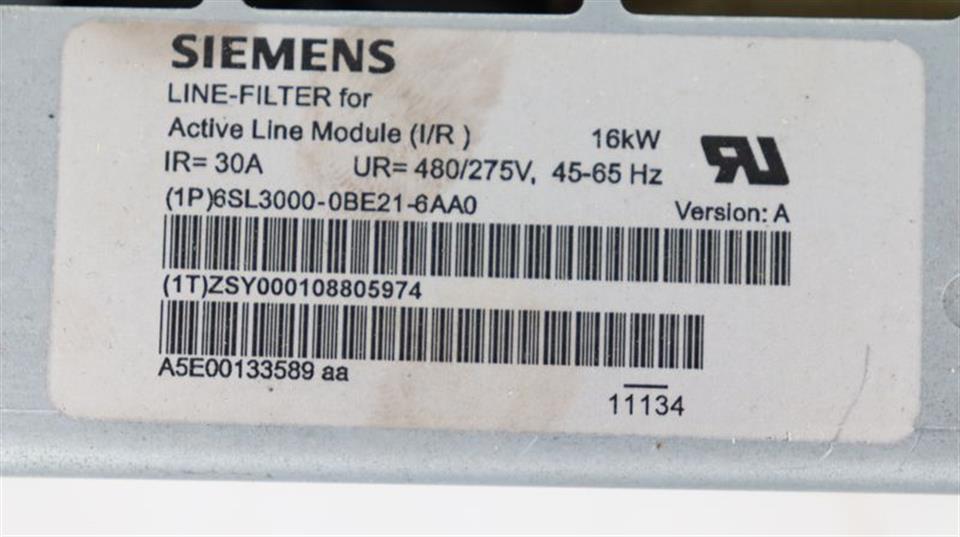 SIEMENS
LINE-FILTER for
Active Line Module (I/R ) 16kW
IR= 30A UR= 480/275V, 45-65 Hz
(1P)6SL3000-0BE21-6AA0 Version: A
(1T)ZSY000108805974
A5E00133589 aa
11134